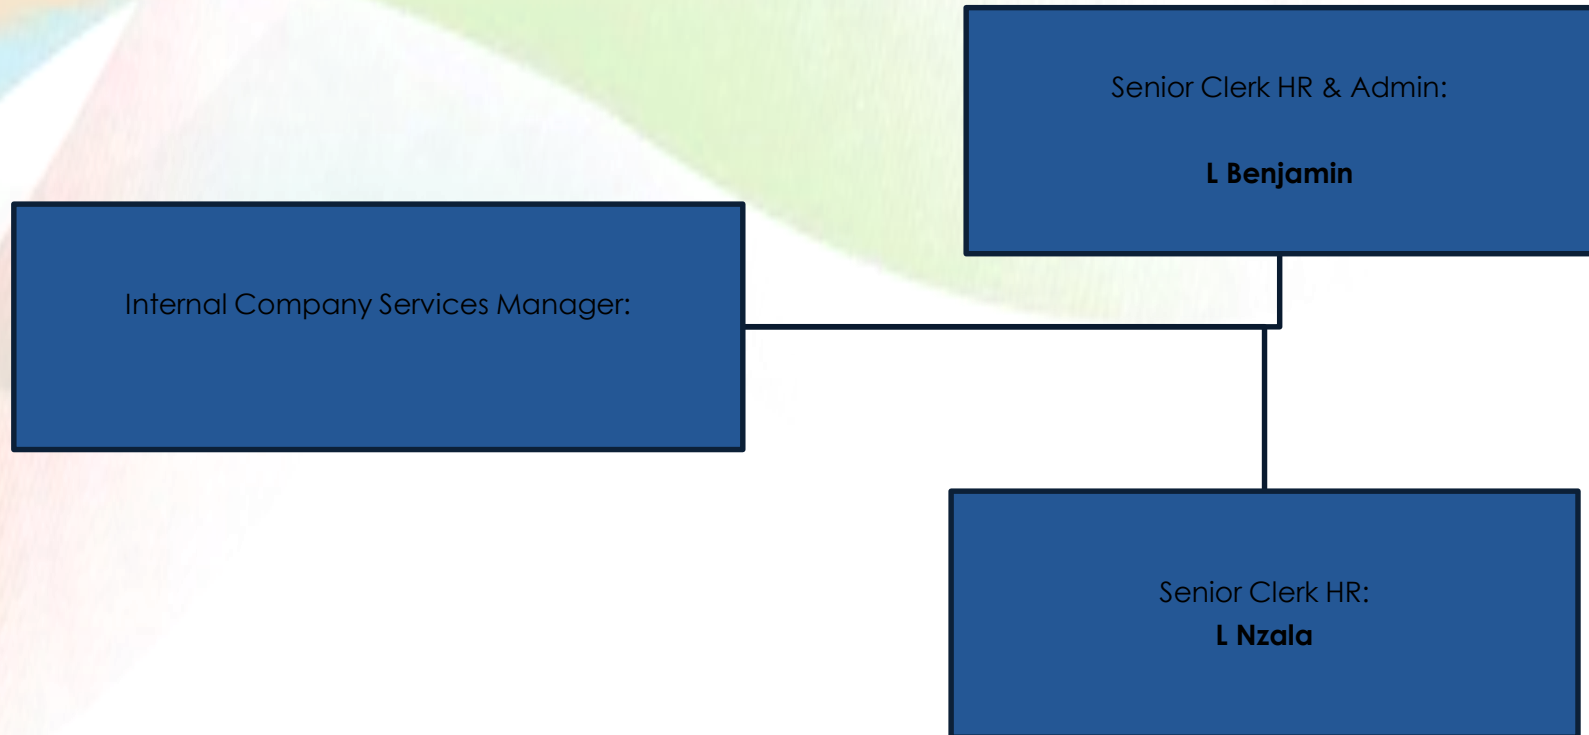 Senior Clerk HR & Admin:
L Benjamin
Internal Company Services Manager:
Senior Clerk HR:
L Nzala